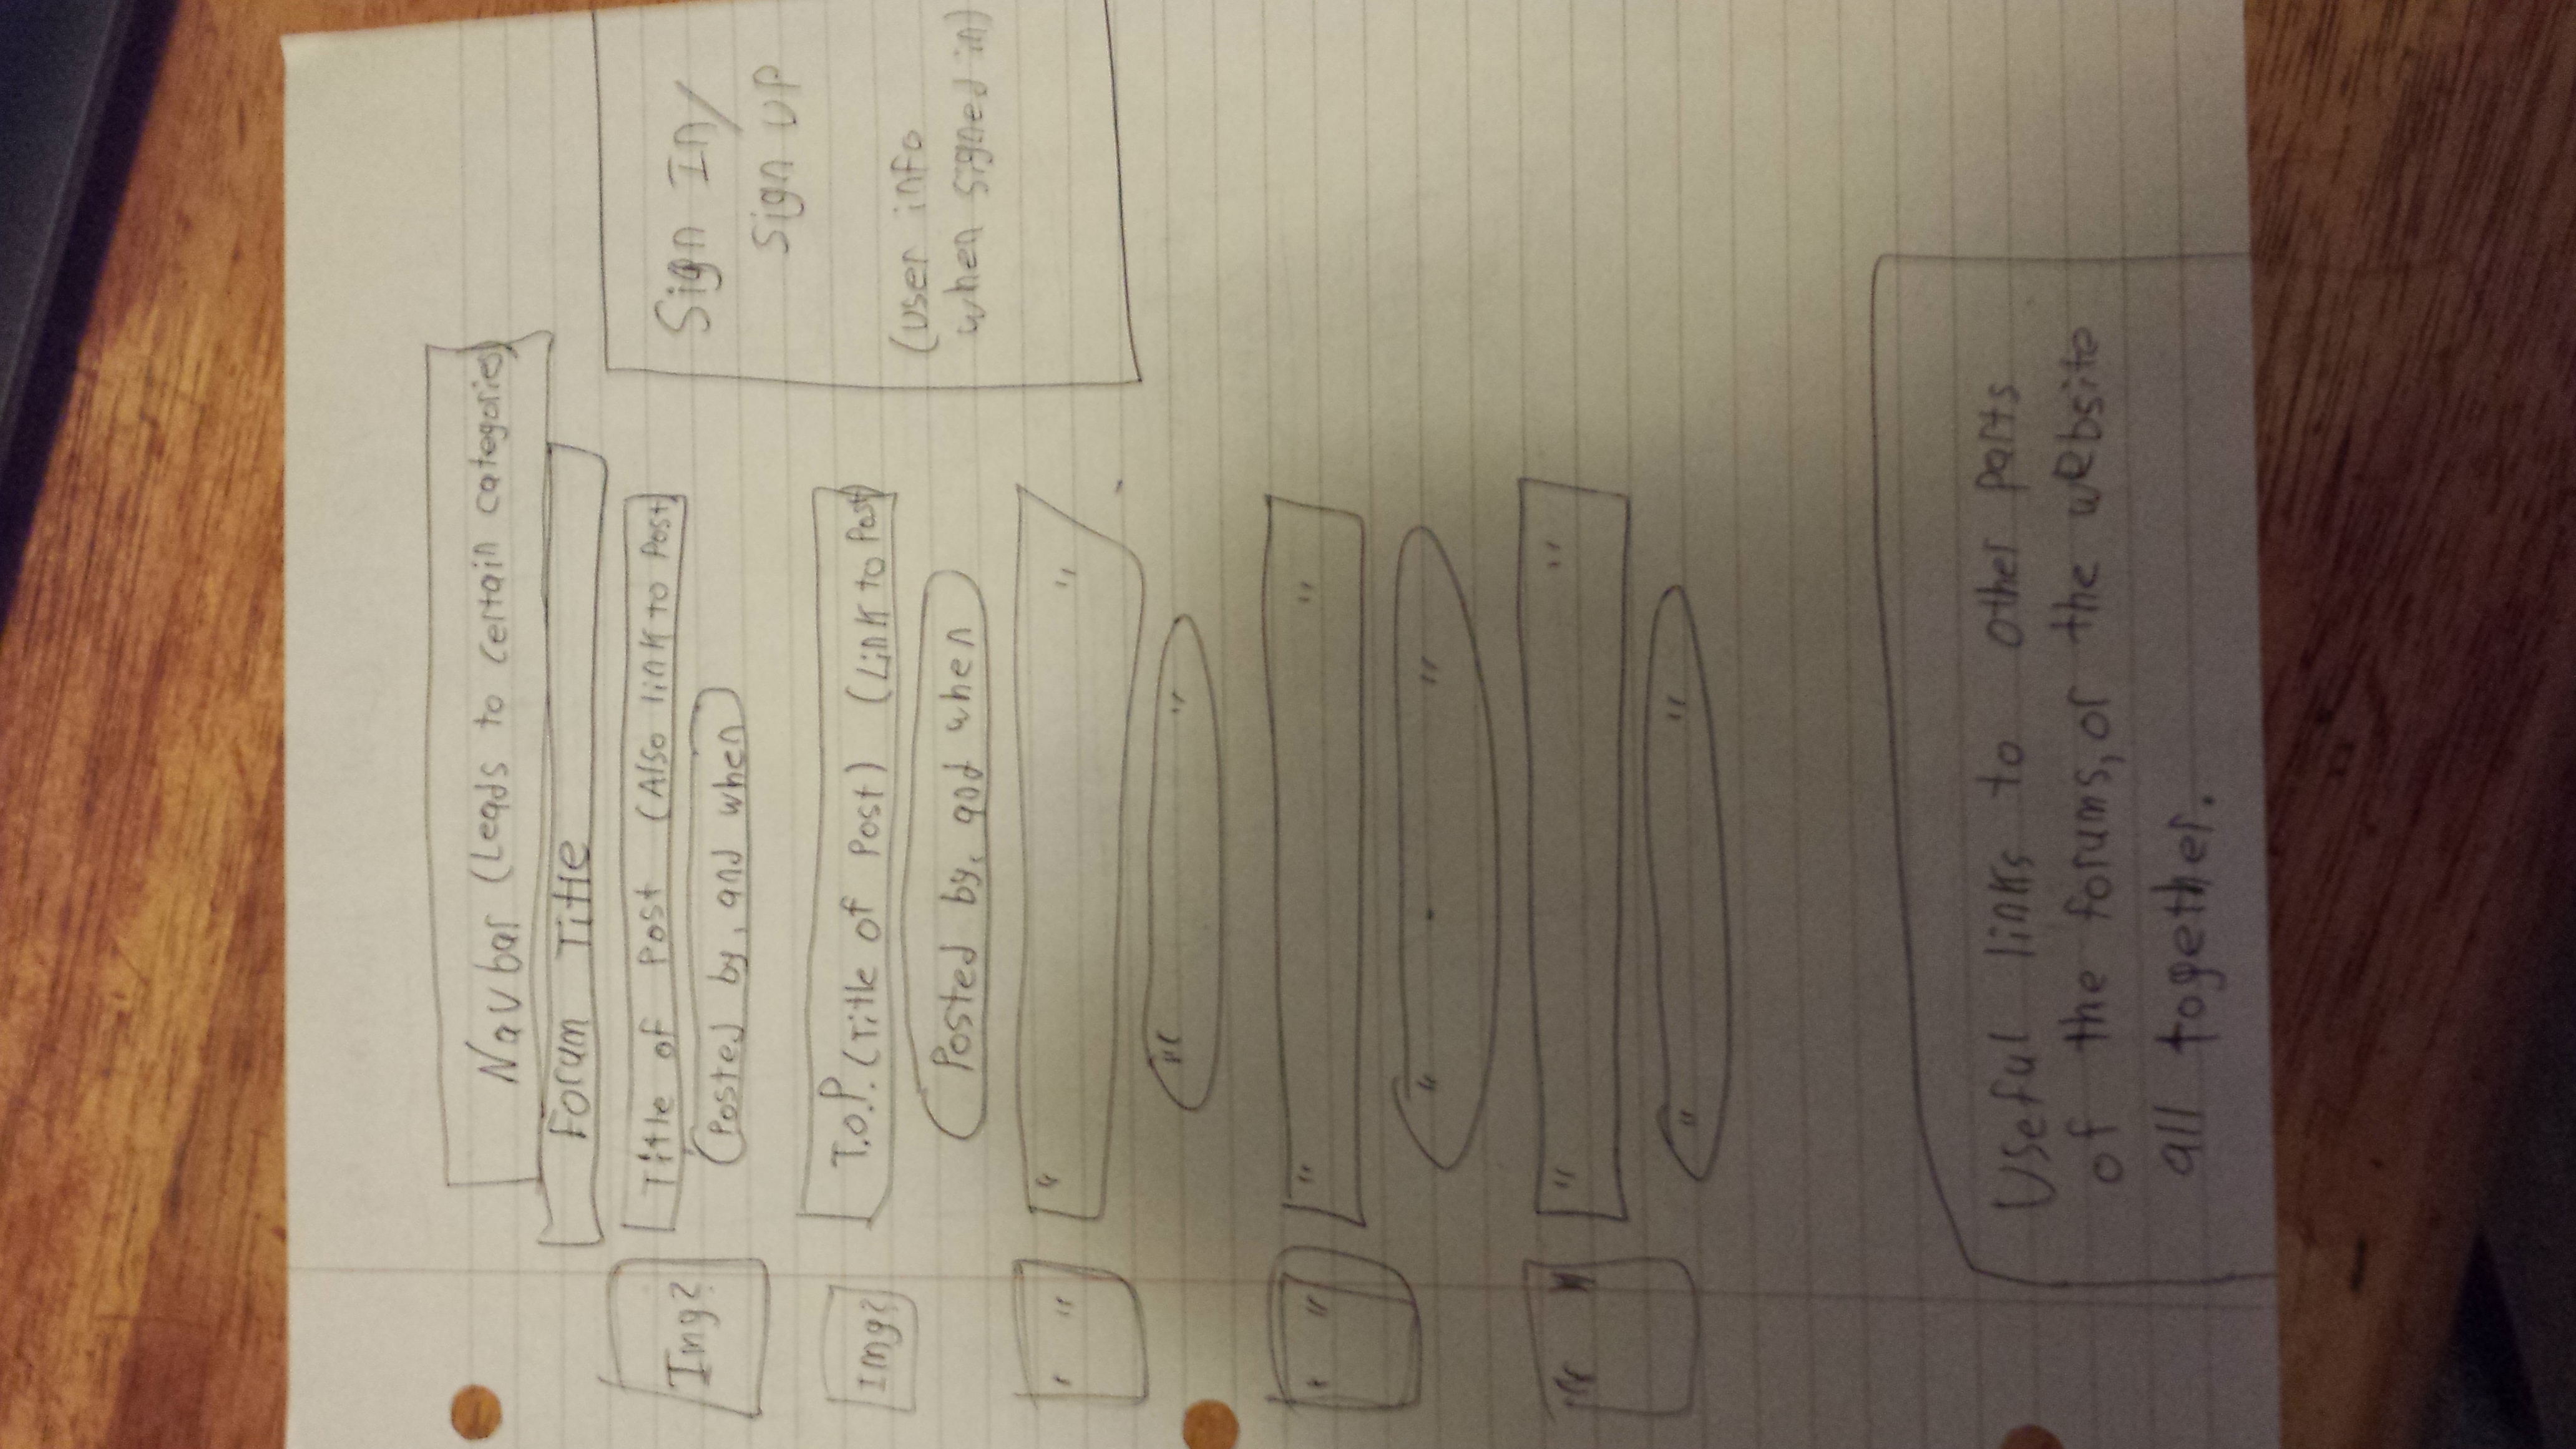 Navbar (Leads to certain categories)
Forum Title
Img?
Title of Post (Also link to Post)
Posted by, and when
Sign In/
Sign up
Img?
T.O.P. (Title of Post) (Link to Post)
Posted by, and when
(user info
when signed in)
" "
" "
" "
" "
" "
" "
" "
" "
" "
Useful links to other parts
of the forums, or the website
all together.